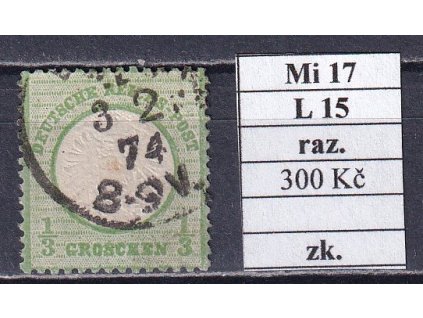 DEUTSCHE REICHS-POST
3 2
74
8-9V.
1/3 GROSCHEN 1/3
Mi 17
L 15
raz.
300 Kč
zk.